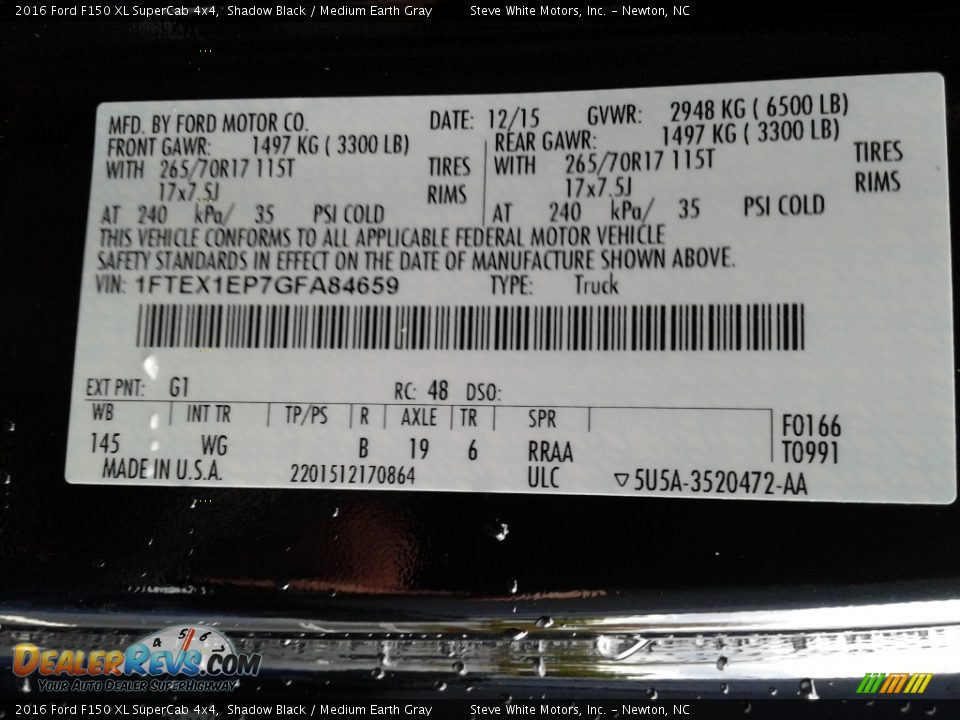 2016 Ford F150 XL SuperCab 4x4, Shadow Black / Medium Earth Gray Steve White Motors, Inc. - Newton, NC
MFD. BY FORD MOTOR CO. DATE: 12/15 GVWR: 2948 KG ( 6500 LB)
FRONT GAWR: 1497 KG ( 3300 LB) REAR GAWR: 1497 KG ( 3300 LB)
WITH 265/70R17 115T TIRES WITH 265/70R17 115T TIRES
17x7.5J RIMS 17x7.5J RIMS
AT 240 kPa/ 35 PSI COLD AT 240 kPa/ 35 PSI COLD
THIS VEHICLE CONFORMS TO ALL APPLICABLE FEDERAL MOTOR VEHICLE
SAFETY STANDARDS IN EFFECT ON THE DATE OF MANUFACTURE SHOWN ABOVE.
VIN: 1FTEX1EP7GFA84659 TYPE: Truck
EXT PNT: G1 RC: 48 DSO:
WB INT TR TP/PS R AXLE TR SPR F0166
145 WG B 19 6 RRAA T0991
MADE IN U.S.A. 2201512170864 ULC ▽5U5A-3520472-AA
4 5 6
DEALERREVS.COM
YOUR AUTO DEALER SUPERHIGHWAY
2016 Ford F150 XL SuperCab 4x4, Shadow Black / Medium Earth Gray Steve White Motors, Inc. - Newton, NC